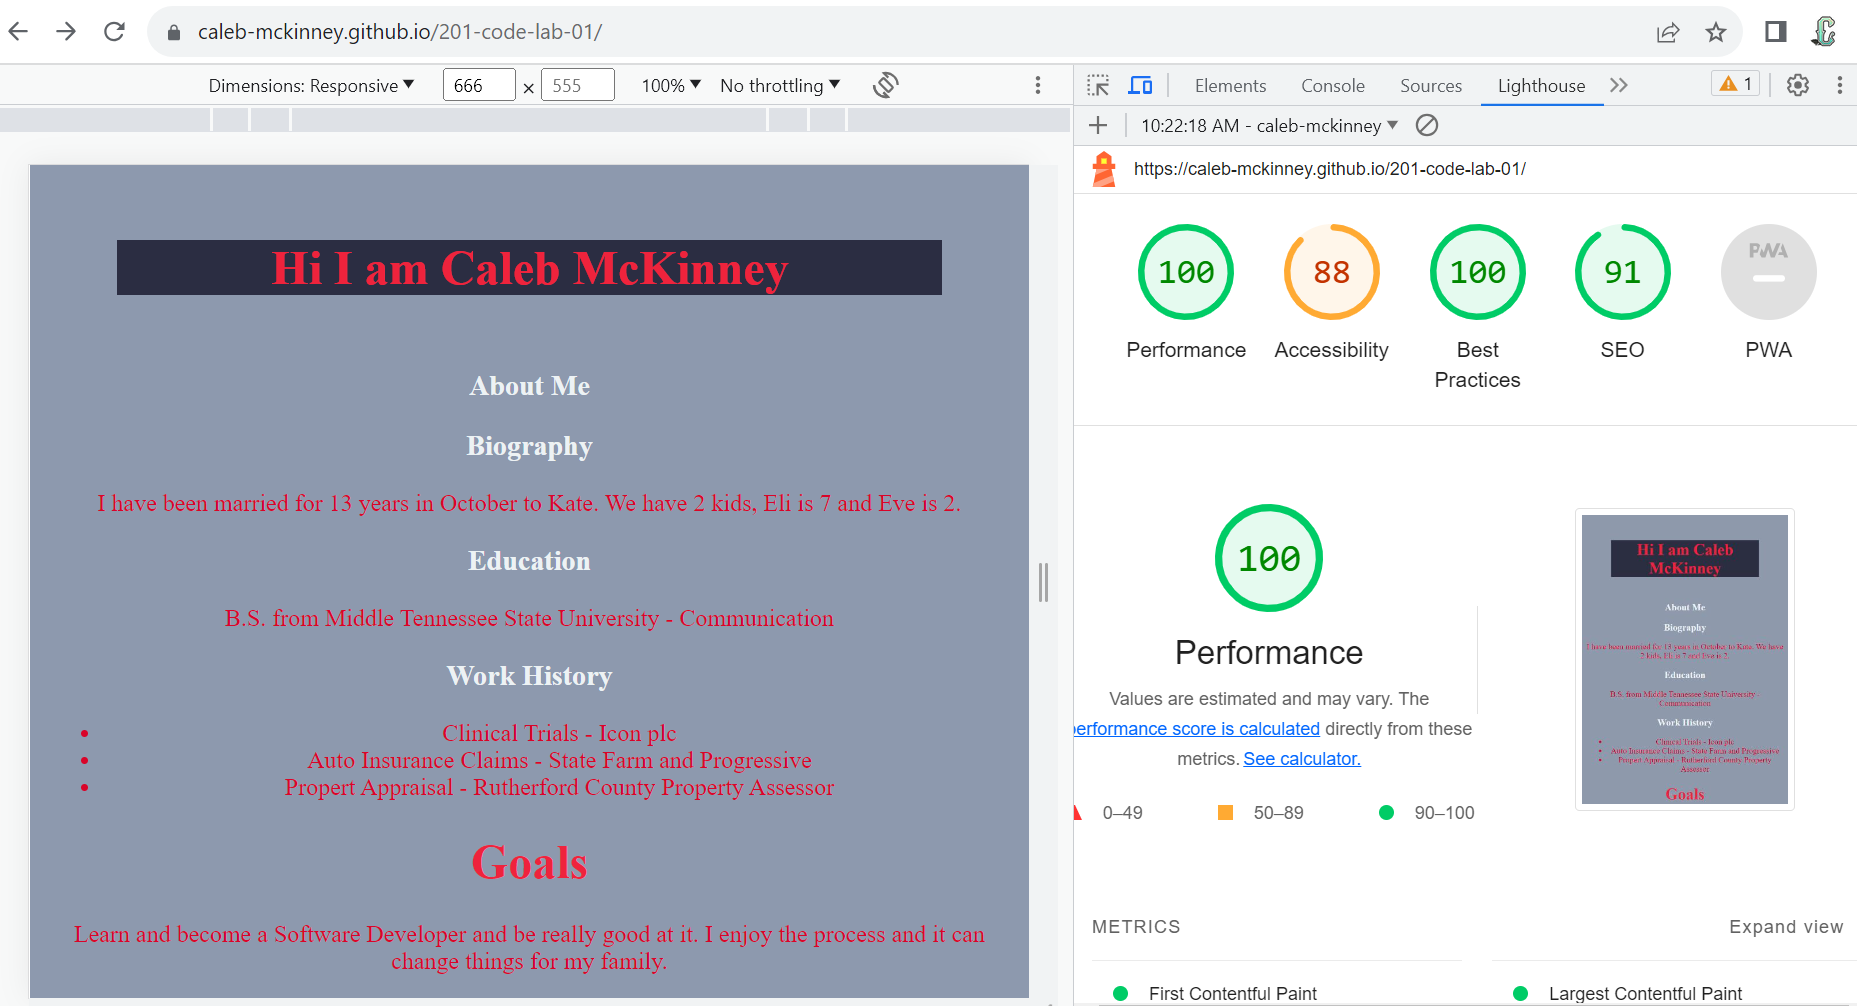 caleb-mckinney.github.io/201-code-lab-01/
Dimensions: Responsive 666 × 555 100% No throttling
Elements Console Sources Lighthouse 1
10:22:18 AM - caleb-mckinney
https://caleb-mckinney.github.io/201-code-lab-01/
Hi I am Caleb McKinney
About Me
Biography
I have been married for 13 years in October to Kate. We have 2 kids, Eli is 7 and Eve is 2.
Education
B.S. from Middle Tennessee State University - Communication
Work History
Clinical Trials - Icon plc
Auto Insurance Claims - State Farm and Progressive
Propert Appraisal - Rutherford County Property Assessor
Goals
Learn and become a Software Developer and be really good at it. I enjoy the process and it can
change things for my family.
100 88 100 91 PWA
Performance Accessibility Best Practices SEO PWA
100
Performance
Values are estimated and may vary. The
performance score is calculated directly from these
metrics. See calculator.
0–49 50–89 90–100
Hi I am Caleb
McKinney
About Me
Biography
I have been married for 13 years in October to Kate. We have
2 kids, Eli is 7 and Eve is 2.
Education
B.S. from Middle Tennessee State University -
Communication
Work History
Clinical Trials - Icon plc
Auto Insurance Claims - State Farm and Progressive
Propert Appraisal - Rutherford County Property
Assessor
Goals
METRICS Expand view
First Contentful Paint Largest Contentful Paint